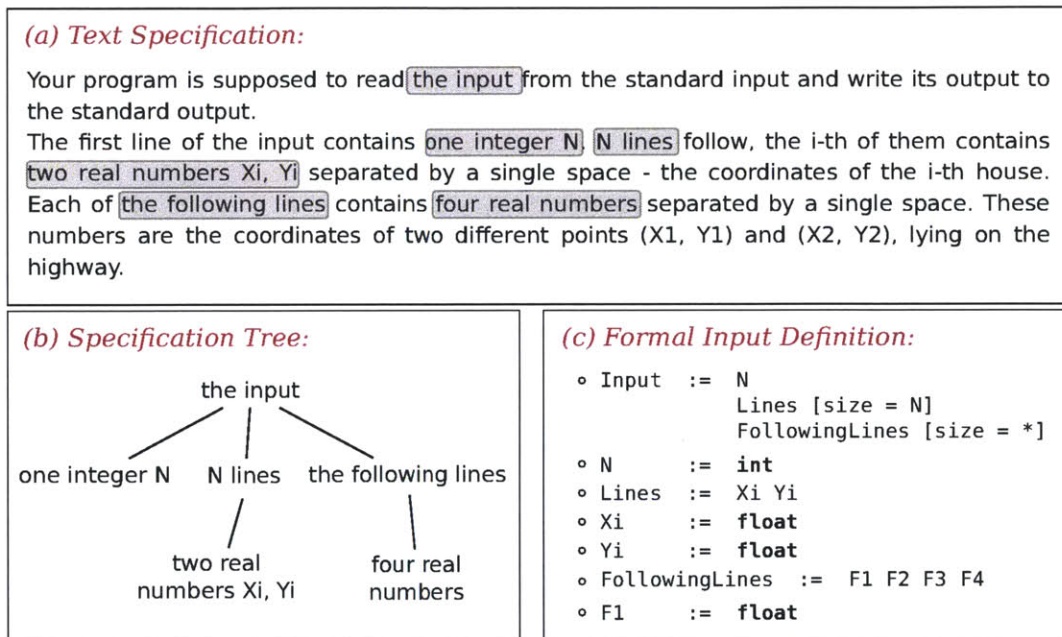 (a) Text Specification:
Your program is supposed to read the input from the standard input and write its output to
the standard output.
The first line of the input contains one integer N. N lines follow, the i-th of them contains
two real numbers Xi, Yi separated by a single space - the coordinates of the i-th house.
Each of the following lines contains four real numbers separated by a single space. These
numbers are the coordinates of two different points (X1, Y1) and (X2, Y2), lying on the
highway.
(b) Specification Tree:
the input
one integer N N lines the following lines
two real four real
numbers Xi, Yi numbers
(c) Formal Input Definition:
∘ Input := N
Lines [size = N]
FollowingLines [size = *]
∘ N := int
∘ Lines := Xi Yi
∘ Xi := float
∘ Yi := float
∘ FollowingLines := F1 F2 F3 F4
∘ F1 := float